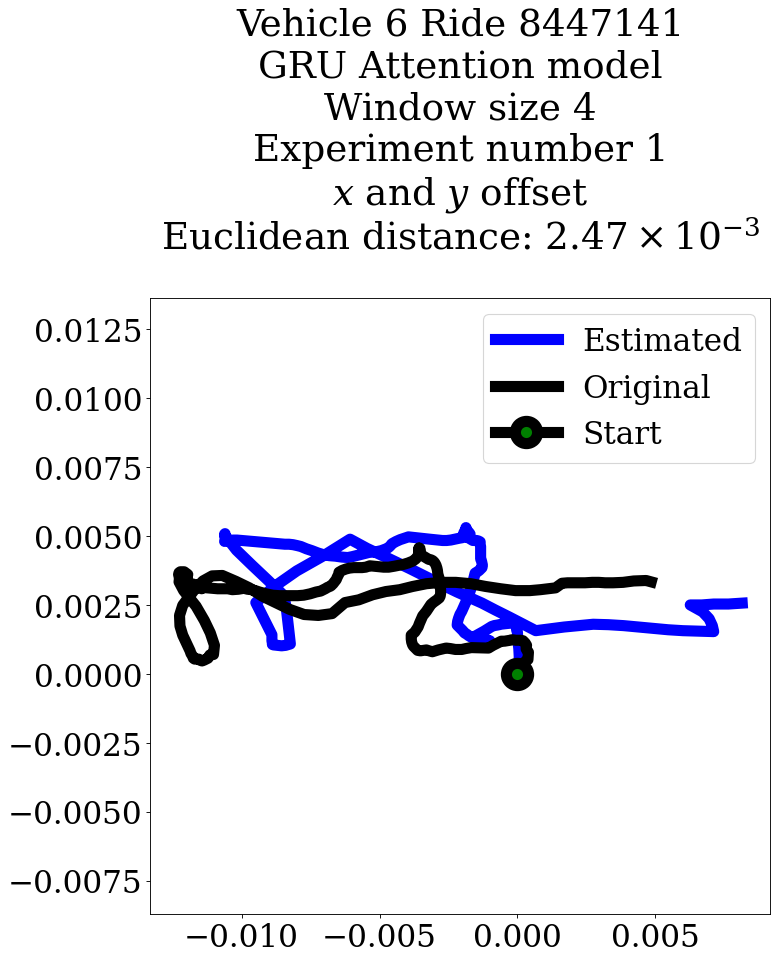 Vehicle 6 Ride 8447141
GRU Attention model
Window size 4
Experiment number 1
x and y offset
Euclidean distance: 2.47 × 10⁻³
Estimated
Original
Start
0.0125
0.0100
0.0075
0.0050
0.0025
0.0000
−0.0025
−0.0050
−0.0075
−0.010 −0.005 0.000 0.005